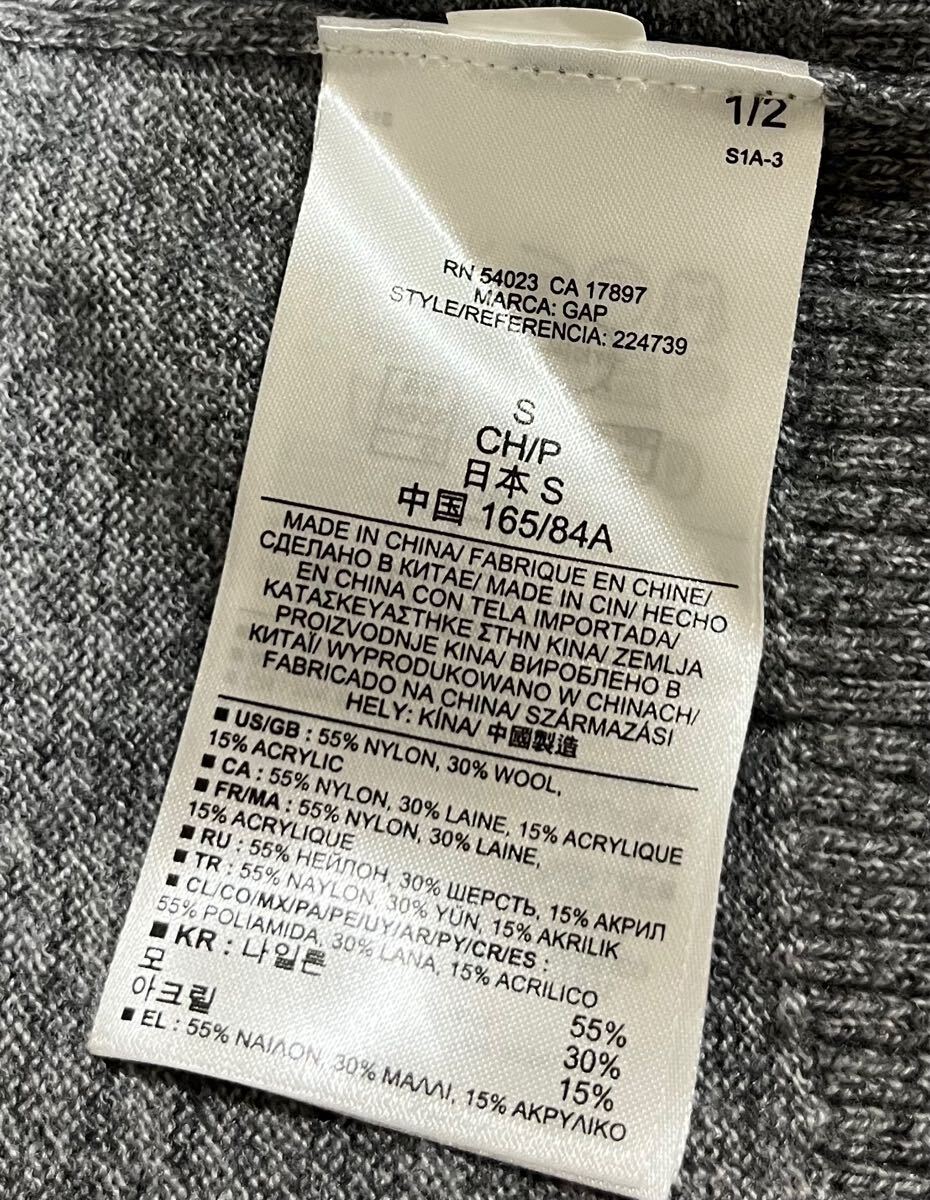 1/2
S1A-3
RN 54023 CA 17897
MARCA: GAP
STYLE/REFERENCIA: 224739
S
CH/P
日本 S
中国 165/84A
MADE IN CHINA/ FABRIQUE EN CHINE/
СДЕЛАНО В КИТАЕ/ MADE IN CIN/ HECHO
EN CHINA CON TELA IMPORTADA/
ΚΑΤΑΣΚΕΥΑΣΤΗΚΕ ΣΤΗΝ ΚΙΝΑ/ ZEMLJA
PROIZVODNJE KINA/ ВИРОБЛЕНО В
КИТАЇ/ WYPRODUKOWANO W CHINACH/
FABRICADO NA CHINA/ SZÁRMAZÁSI
HELY: KÍNA/ 中國製造
■ US/GB : 55% NYLON, 30% WOOL,
15% ACRYLIC
■ CA : 55% NYLON, 30% LAINE, 15% ACRYLIQUE
■ FR/MA : 55% NYLON, 30% LAINE,
15% ACRYLIQUE
■ RU : 55% НЕЙЛОН, 30% ШЕРСТЬ, 15% АКРИЛ
■ TR : 55% NAYLON, 30% YÜN, 15% AKRILIK
■ CL/CO/MX/PA/PE/UY/AR/PY/CR/ES :
55% POLIAMIDA, 30% LANA, 15% ACRILICO
■ KR : 나일론 55%
모 30%
아크릴 15%
■ EL : 55% ΝΑΙΛΟΝ, 30% ΜΑΛΛΙ, 15% ΑΚΡΥΛΙΚΟ